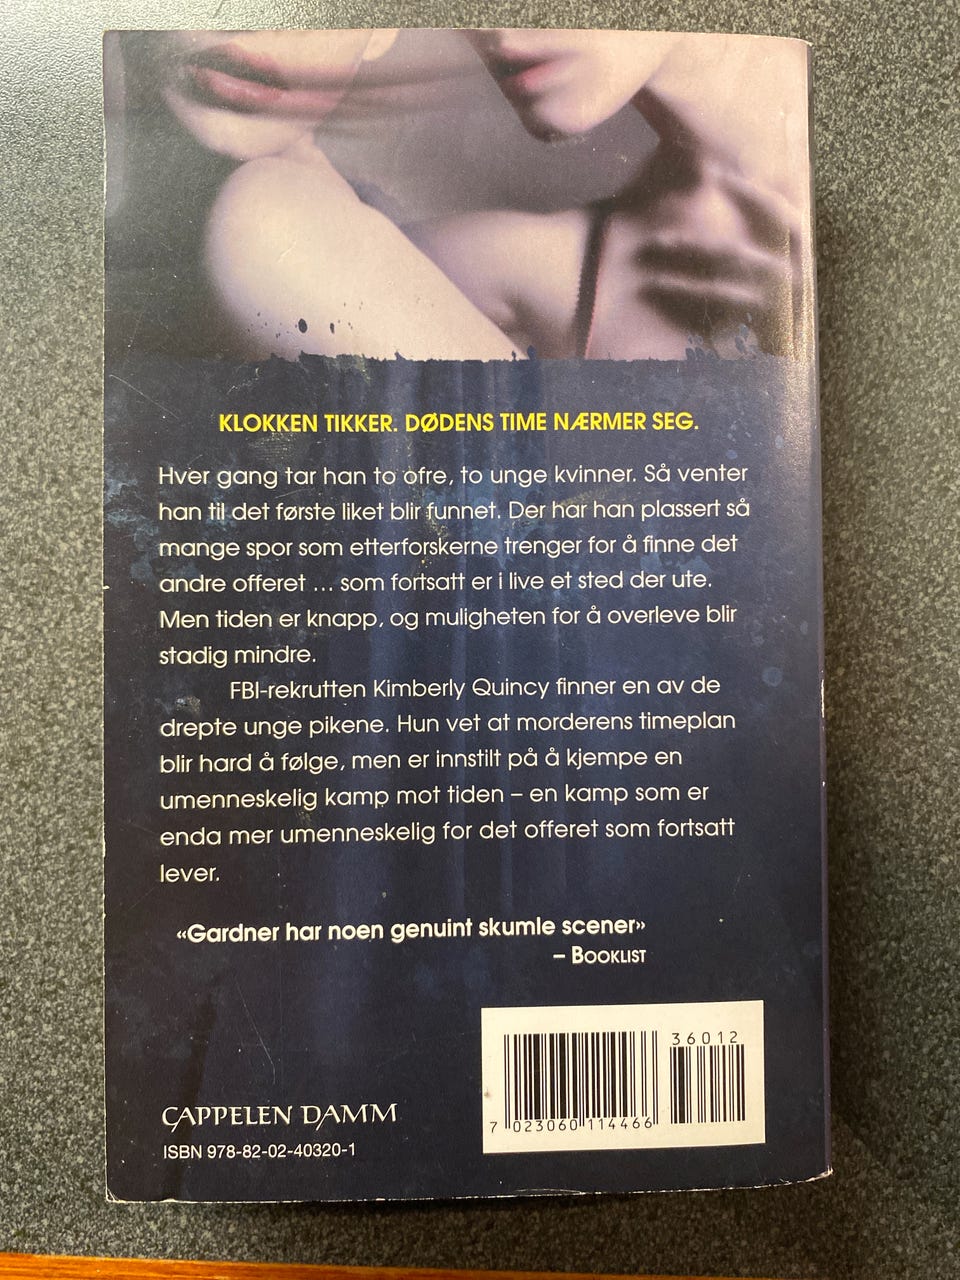 KLOKKEN TIKKER. DØDENS TIME NÆRMER SEG.
Hver gang tar han to ofre, to unge kvinner. Så venter
han til det første liket blir funnet. Der har han plassert så
mange spor som etterforskerne trenger for å finne det
andre offeret ... som fortsatt er i live et sted der ute.
Men tiden er knapp, og muligheten for å overleve blir
stadig mindre.
FBI-rekrutten Kimberly Quincy finner en av de
drepte unge pikene. Hun vet at morderens timeplan
blir hard å følge, men er innstilt på å kjempe en
umenneskelig kamp mot tiden – en kamp som er
enda mer umenneskelig for det offeret som fortsatt
lever.
«Gardner har noen genuint skumle scener»
– BOOKLIST
36012
7 023060 114466
CAPPELEN DAMM
ISBN 978-82-02-40320-1